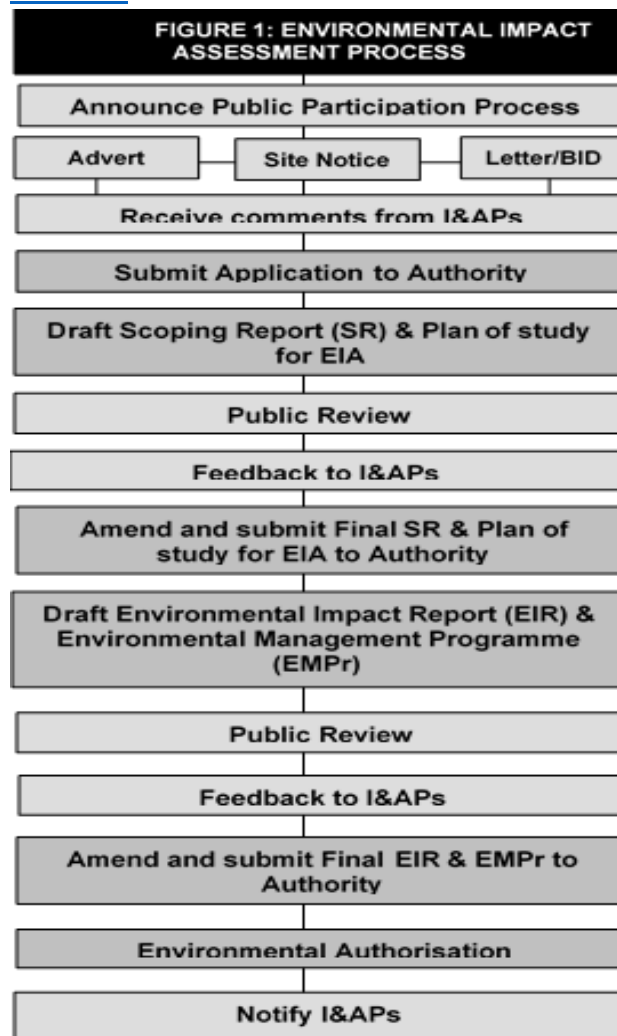 FIGURE 1: ENVIRONMENTAL IMPACT
ASSESSMENT PROCESS
Announce Public Participation Process
Advert
Site Notice
Letter/BID
Receive comments from I&APs
Submit Application to Authority
Draft Scoping Report (SR) & Plan of study
for EIA
Public Review
Feedback to I&APs
Amend and submit Final SR & Plan of
study for EIA to Authority
Draft Environmental Impact Report (EIR) &
Environmental Management Programme
(EMPr)
Public Review
Feedback to I&APs
Amend and submit Final EIR & EMPr to
Authority
Environmental Authorisation
Notify I&APs